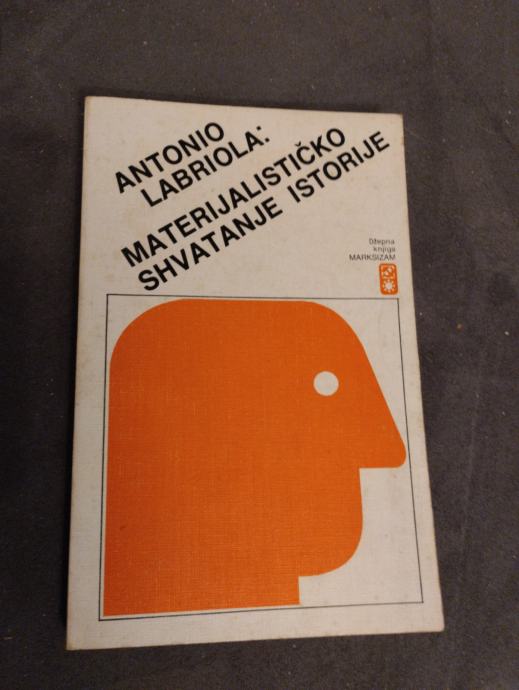 ANTONIO
LABRIOLA:
MATERIJALISTIČKO
SHVATANJE ISTORIJE
Džepna
knjiga
MARKSIZAM